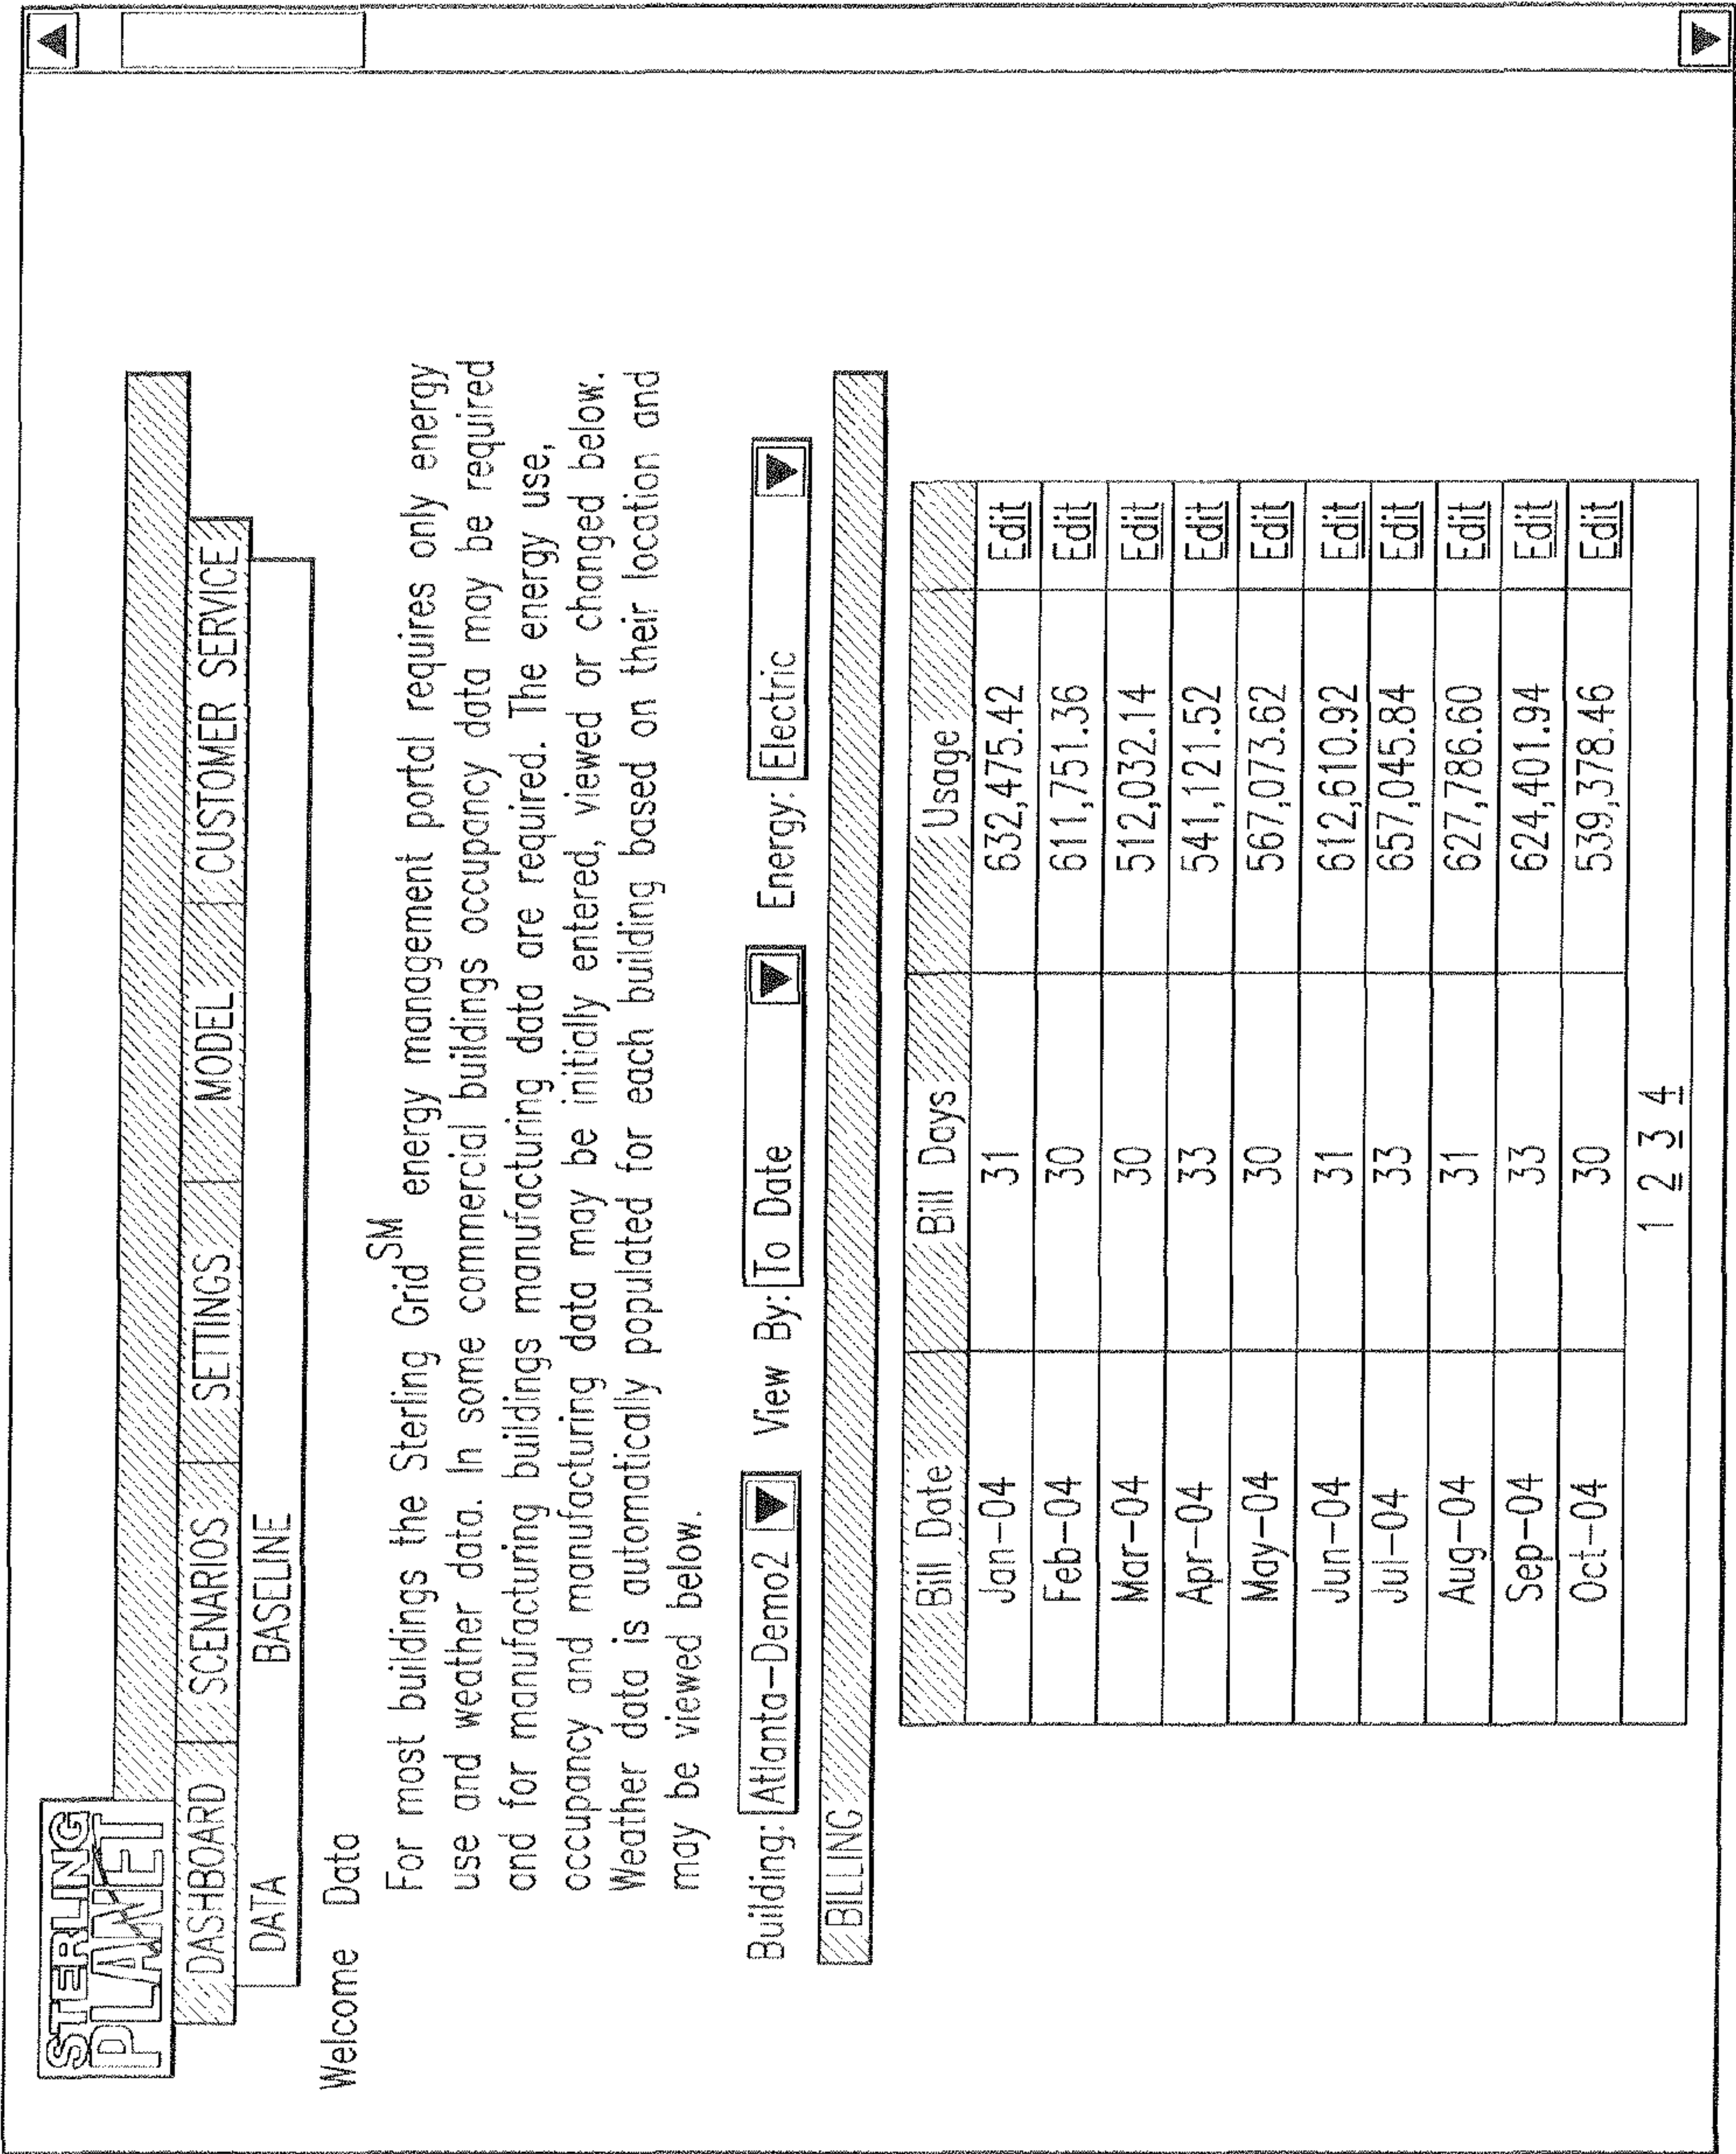 STERLING
PLANET
DASHBOARD SCENARIOS SETTINGS MODEL CUSTOMER SERVICE
DATA BASELINE
Welcome Data
For most buildings the Sterling Grid SM energy management portal requires only energy
use and weather data. In some commercial buildings occupancy data may be required
and for manufacturing buildings manufacturing data are required. The energy use,
occupancy and manufacturing data may be initially entered, viewed or changed below.
Weather data is automatically populated for each building based on their location and
may be viewed below.
Building: Atlanta-Demo2 View By: To Date Energy: Electric
BILLING
Bill Date Bill Days Usage
Jan-04 31 632,475.42 Edit
Feb-04 30 611,751.36 Edit
Mar-04 30 512,032.14 Edit
Apr-04 33 541,121.52 Edit
May-04 30 567,073.62 Edit
Jun-04 31 612,610.92 Edit
Jul-04 33 657,045.84 Edit
Aug-04 31 627,786.60 Edit
Sep-04 33 624,401.94 Edit
Oct-04 30 539,378.46 Edit
1 2 3 4